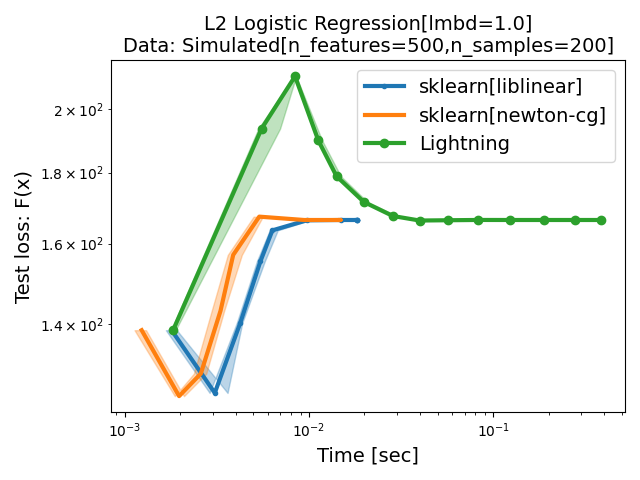 L2 Logistic Regression[lmbd=1.0]
Data: Simulated[n_features=500,n_samples=200]
sklearn[liblinear]
sklearn[newton-cg]
Lightning
Test loss: F(x)
2 × 10²
1.8 × 10²
1.6 × 10²
1.4 × 10²
10⁻³
10⁻²
10⁻¹
Time [sec]